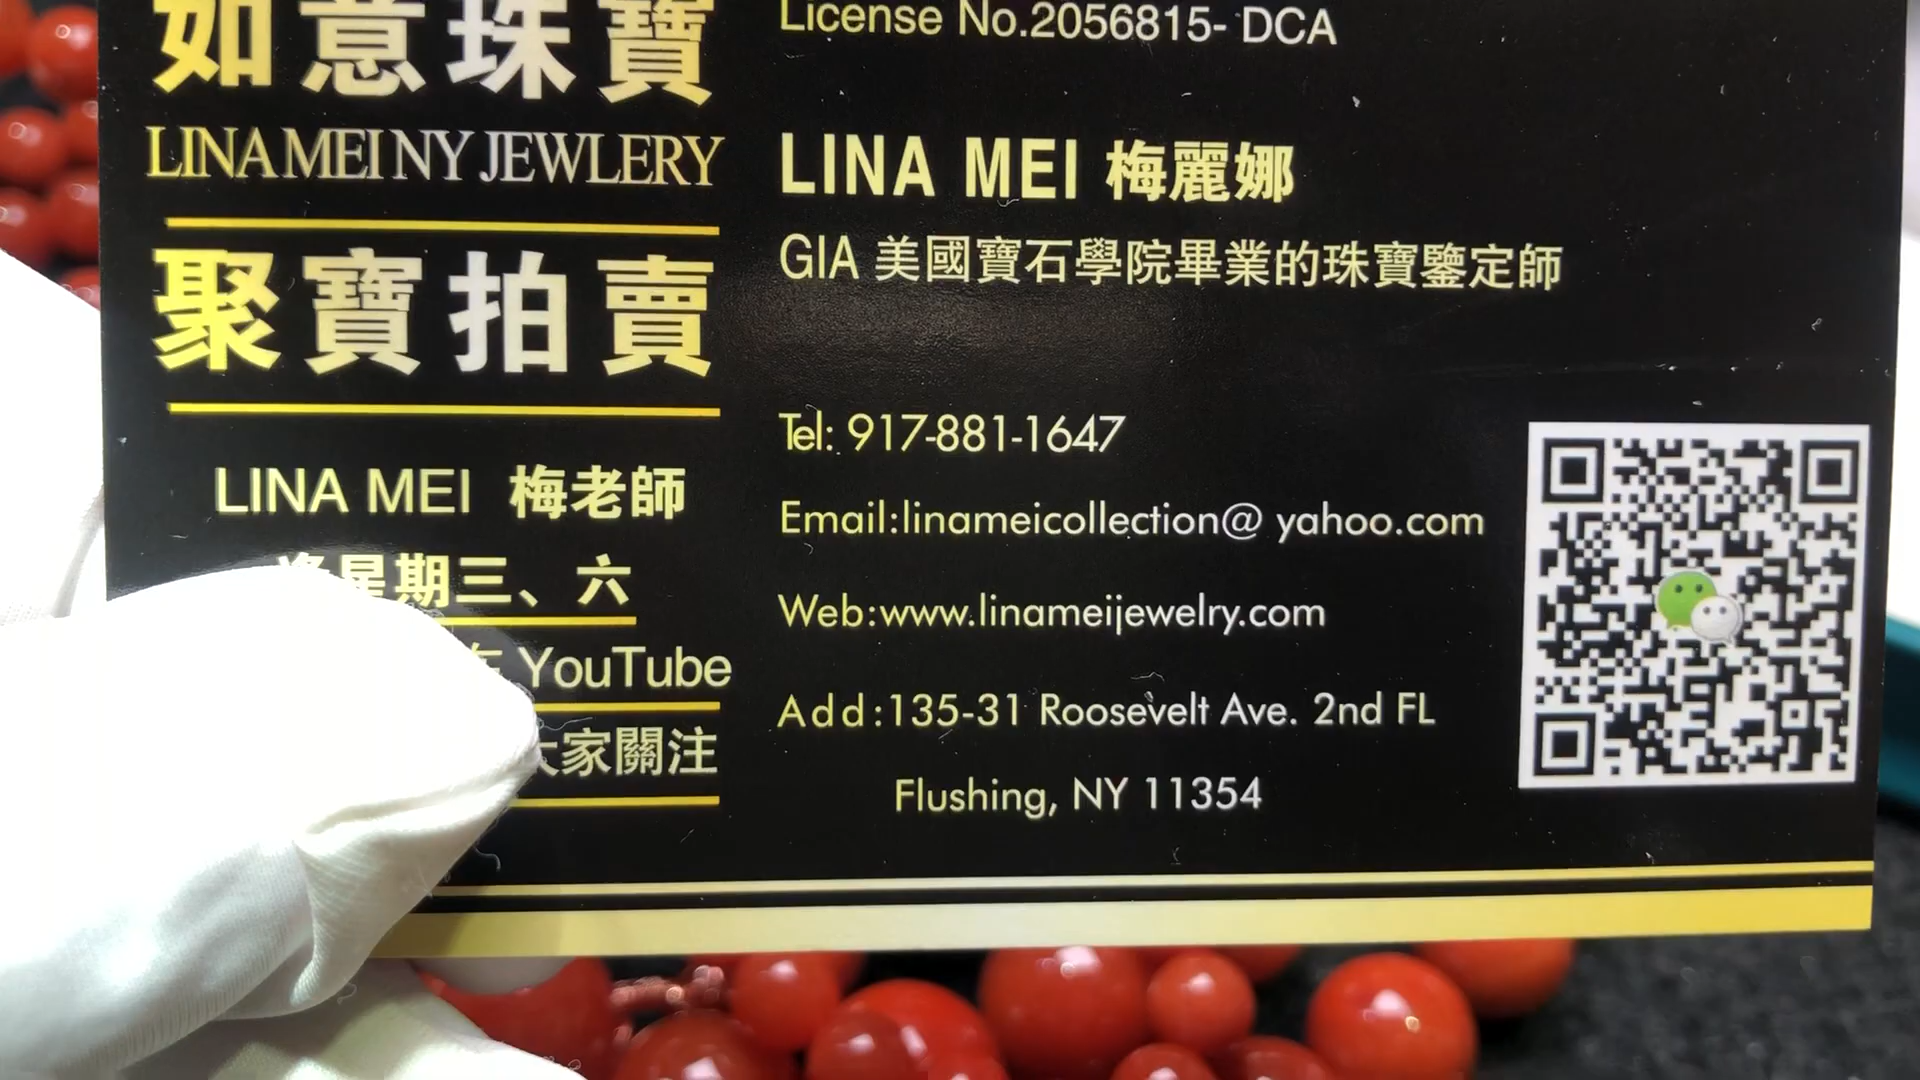 如意珠寶
LINA MEI NY JEWLERY
聚寶拍賣
LINA MEI 梅老師
星期三、六
YouTube
家關注
License No.2056815- DCA
LINA MEI 梅麗娜
GIA 美國寶石學院畢業的珠寶鑒定師
Tel: 917-881-1647
Email:linameicollection@ yahoo.com
Web:www.linameijewelry.com
Add:135-31 Roosevelt Ave. 2nd FL
Flushing, NY 11354